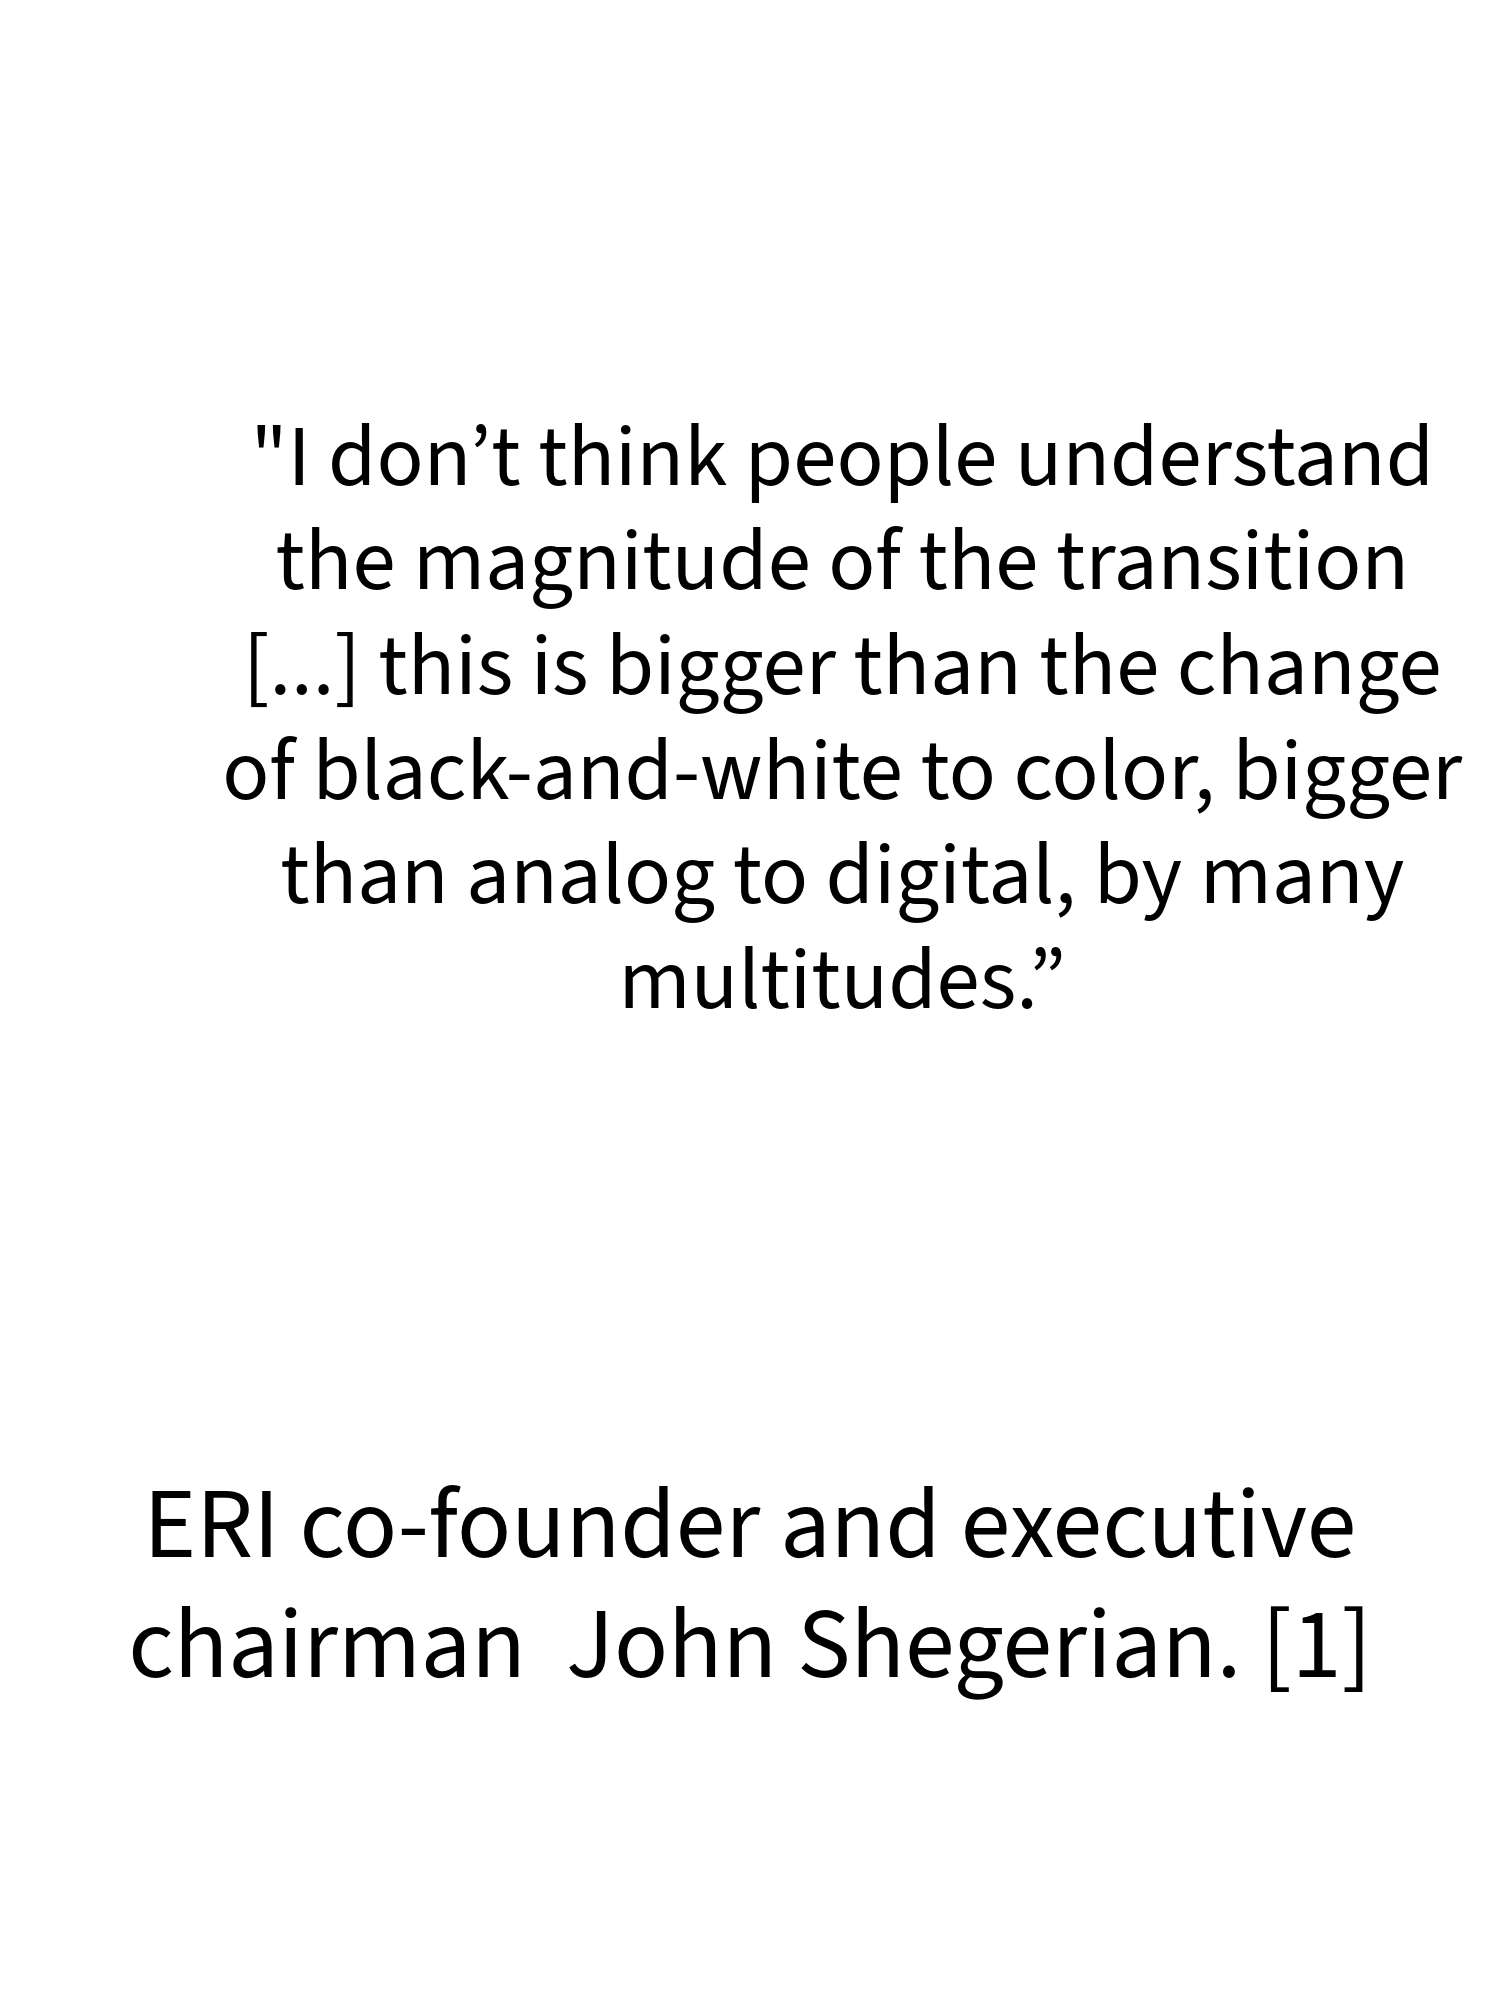 "I don’t think people understand
the magnitude of the transition
[...] this is bigger than the change
of black-and-white to color, bigger
than analog to digital, by many
multitudes.”
ERI co-founder and executive
chairman  John Shegerian. [1]